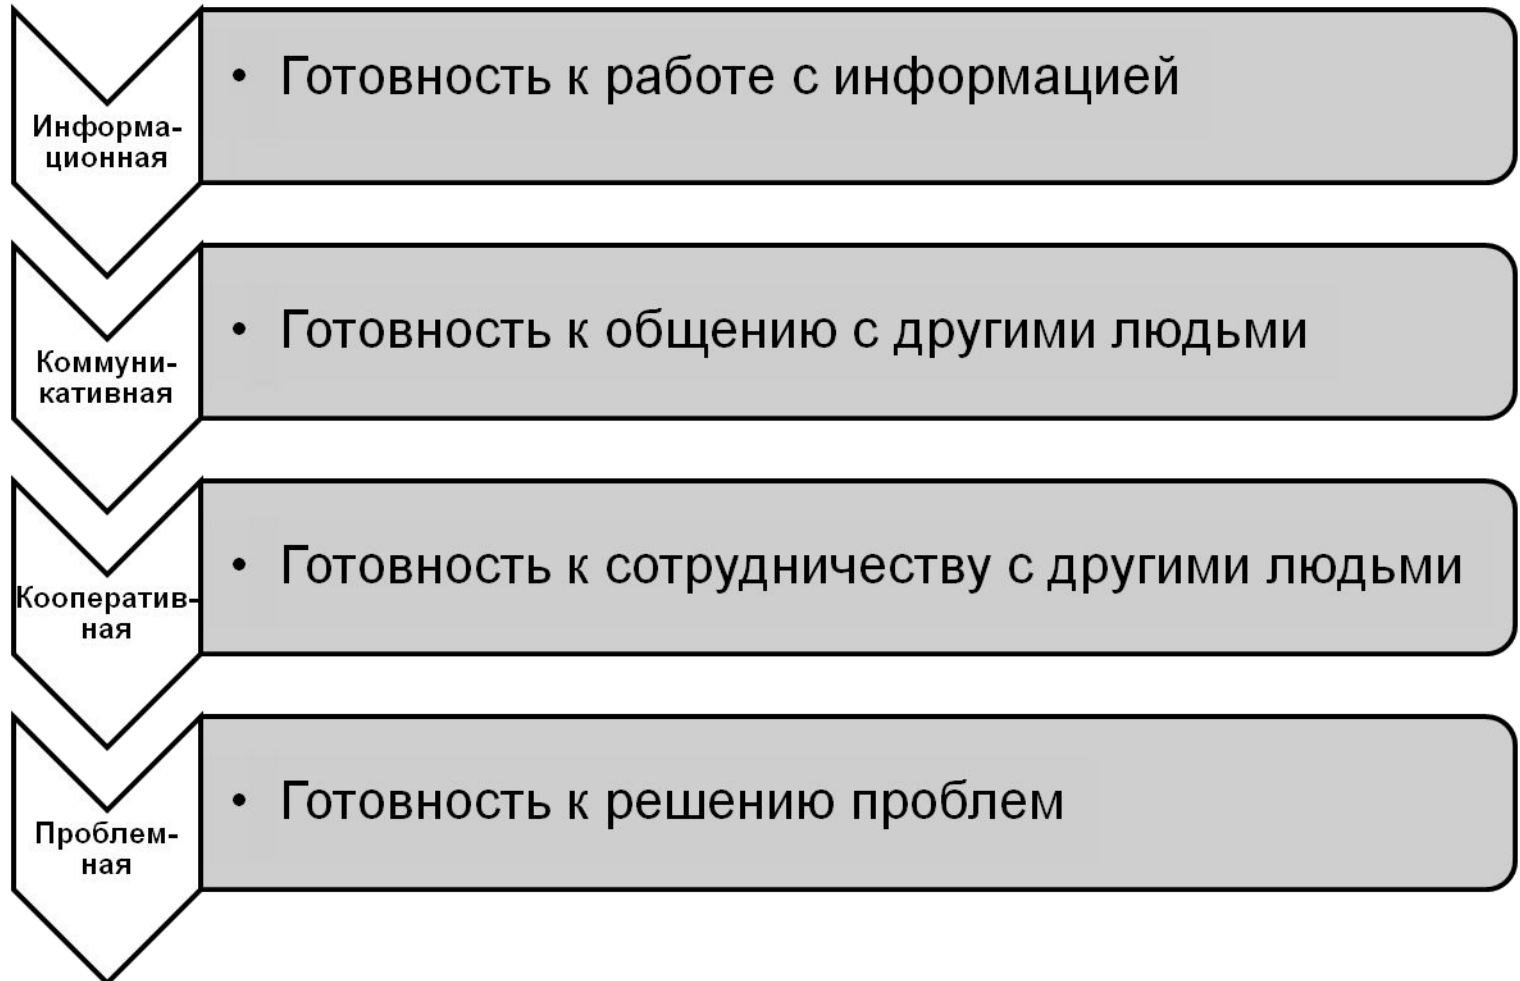 Информа-
ционная
• Готовность к работе с информацией
Коммуни-
кативная
• Готовность к общению с другими людьми
Кооператив-
ная
• Готовность к сотрудничеству с другими людьми
Проблем-
ная
• Готовность к решению проблем